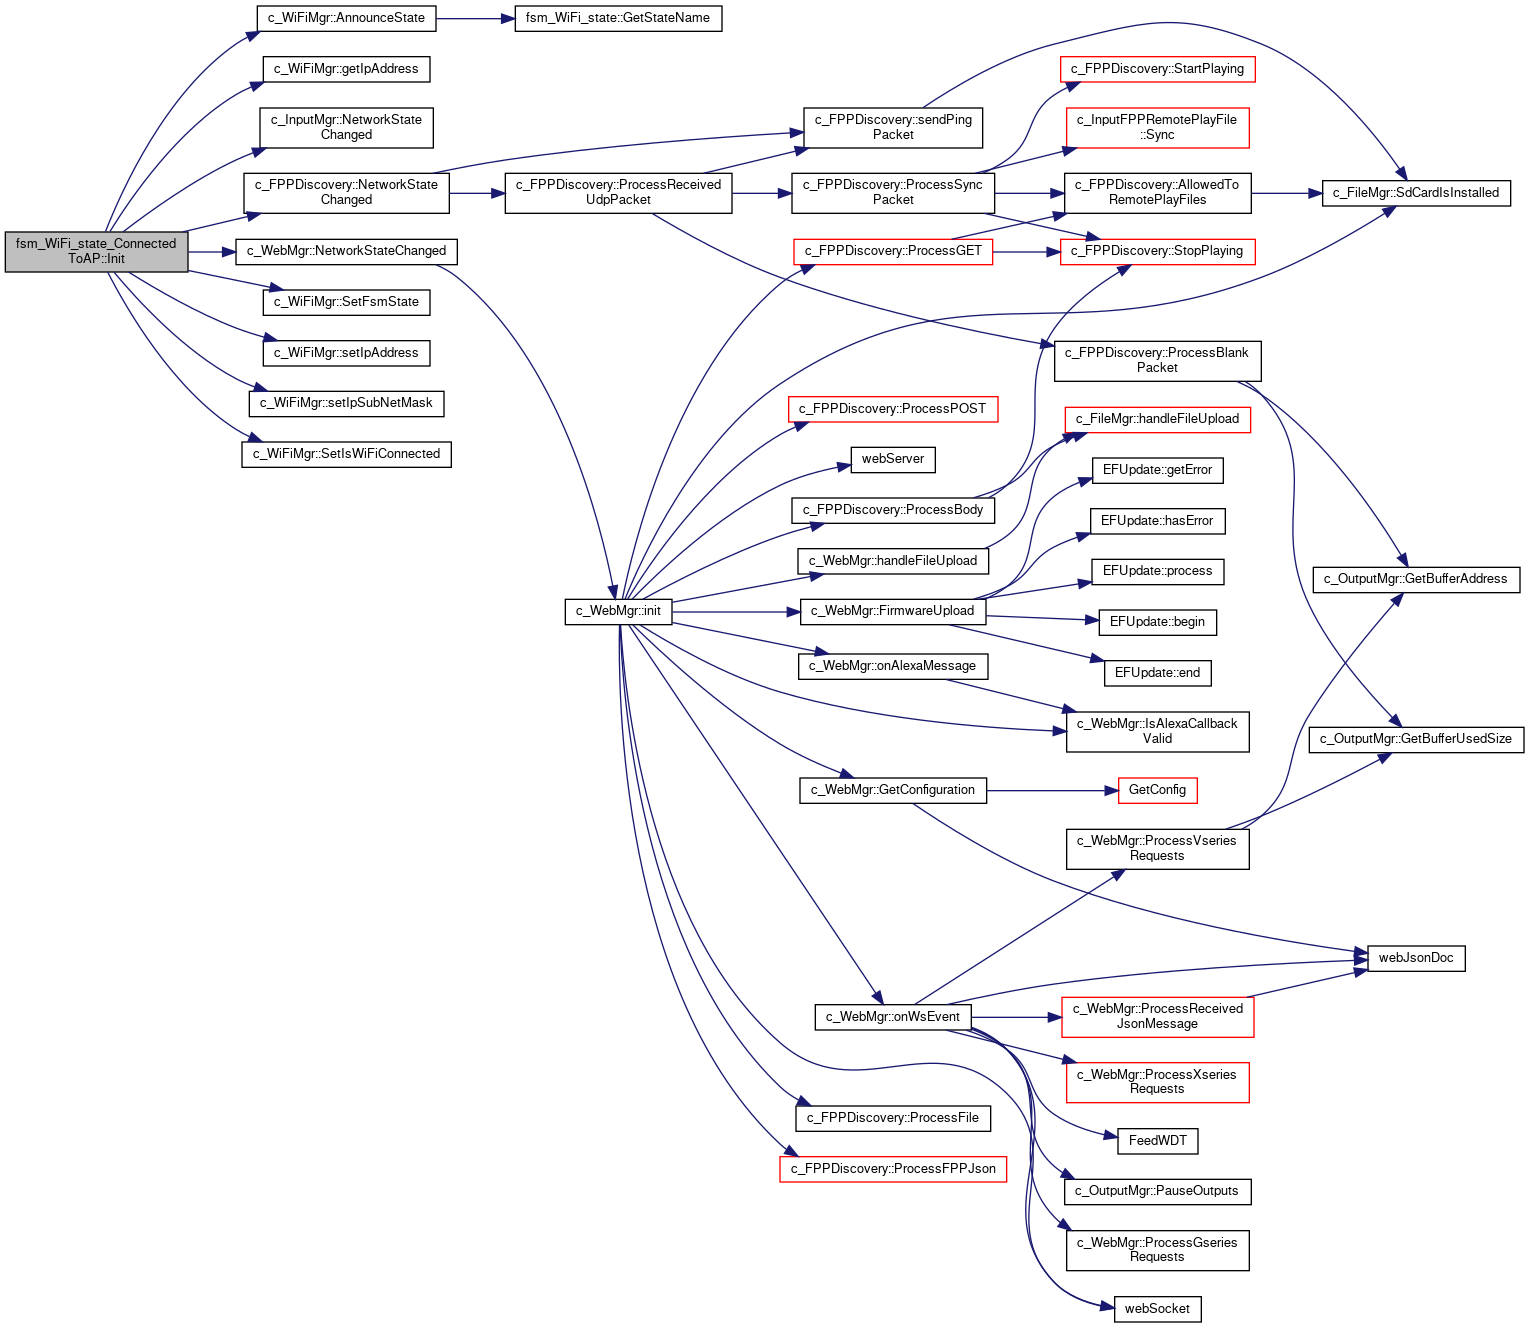 c_WiFiMgr::AnnounceState
fsm_WiFi_state::GetStateName
c_WiFiMgr::getIpAddress
c_InputMgr::NetworkState
Changed
c_FPPDiscovery::NetworkState
Changed
fsm_WiFi_state_Connected
ToAP::Init
c_WebMgr::NetworkStateChanged
c_WiFiMgr::SetFsmState
c_WiFiMgr::setIpAddress
c_WiFiMgr::setIpSubNetMask
c_WiFiMgr::SetIsWiFiConnected
c_FPPDiscovery::ProcessReceived
UdpPacket
c_WebMgr::init
c_FPPDiscovery::sendPing
Packet
c_FPPDiscovery::ProcessSync
Packet
c_FPPDiscovery::ProcessGET
c_FPPDiscovery::ProcessPOST
webServer
c_FPPDiscovery::ProcessBody
c_WebMgr::handleFileUpload
c_WebMgr::FirmwareUpload
c_WebMgr::onAlexaMessage
c_WebMgr::GetConfiguration
c_WebMgr::onWsEvent
c_FPPDiscovery::ProcessFile
c_FPPDiscovery::ProcessFPPJson
c_FPPDiscovery::StartPlaying
c_InputFPPRemotePlayFile
::Sync
c_FPPDiscovery::AllowedTo
RemotePlayFiles
c_FPPDiscovery::StopPlaying
c_FPPDiscovery::ProcessBlank
Packet
c_FileMgr::handleFileUpload
EFUpdate::getError
EFUpdate::hasError
EFUpdate::process
EFUpdate::begin
EFUpdate::end
c_WebMgr::IsAlexaCallback
Valid
GetConfig
c_WebMgr::ProcessVseries
Requests
c_WebMgr::ProcessReceived
JsonMessage
c_WebMgr::ProcessXseries
Requests
FeedWDT
c_OutputMgr::PauseOutputs
c_WebMgr::ProcessGseries
Requests
webSocket
c_FileMgr::SdCardIsInstalled
c_OutputMgr::GetBufferAddress
c_OutputMgr::GetBufferUsedSize
webJsonDoc